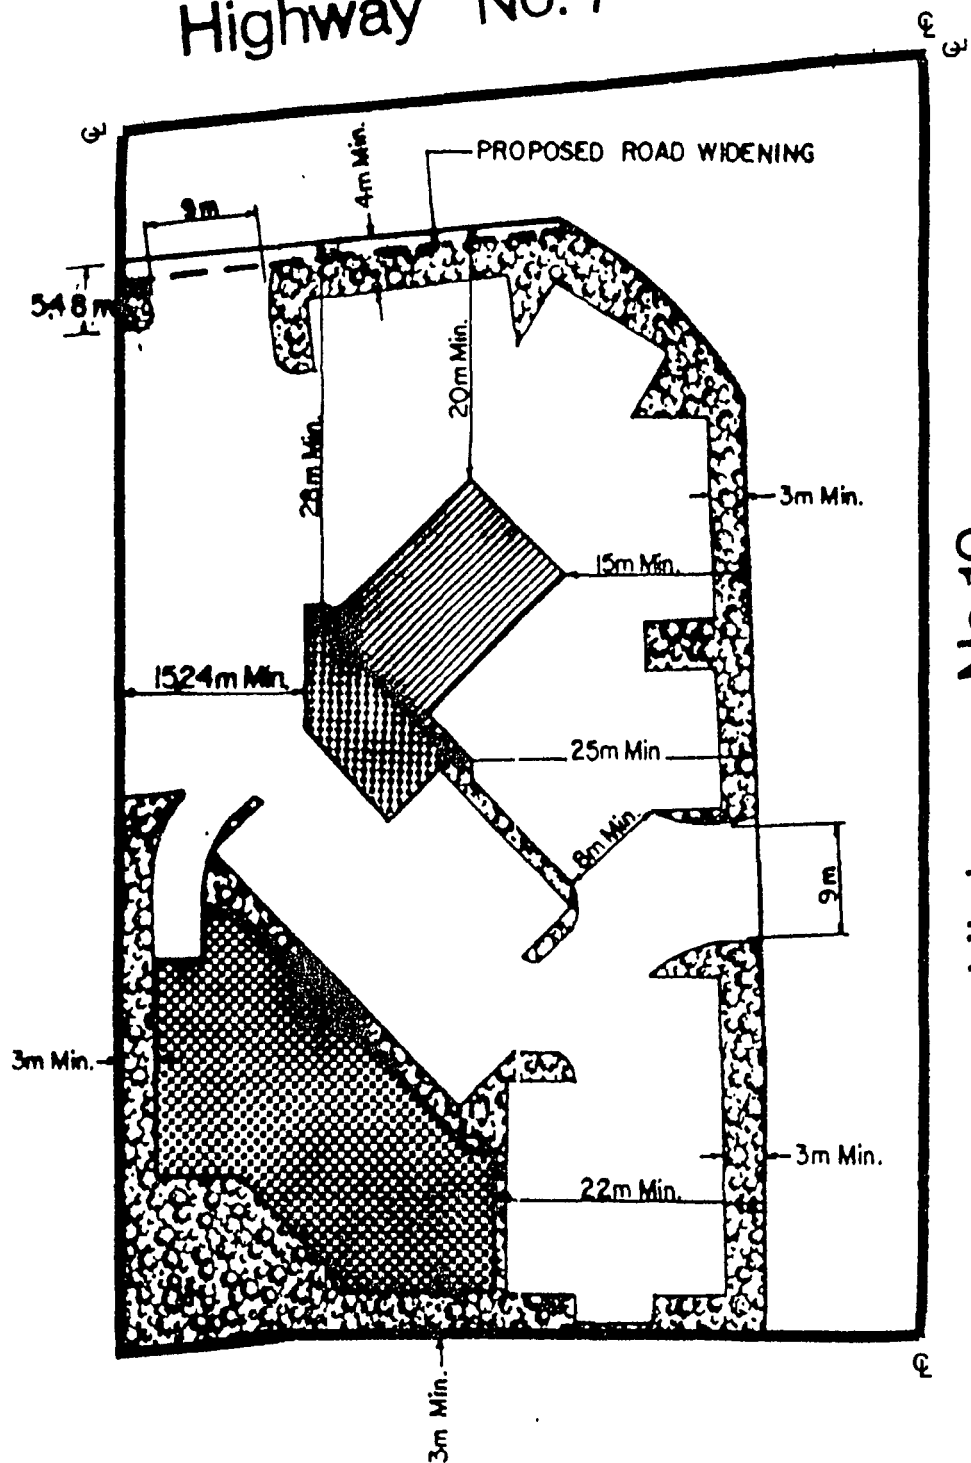 Highway No. 7
℄
℄
℄
PROPOSED ROAD WIDENING
4m Min.
9m
5.48 m
20m Min.
28m Min.
3m Min.
15m Min.
15.24m Min.
25m Min
8m Min.
9m
3m Min.
3m Min.
22m Min.
℄
3m Min.